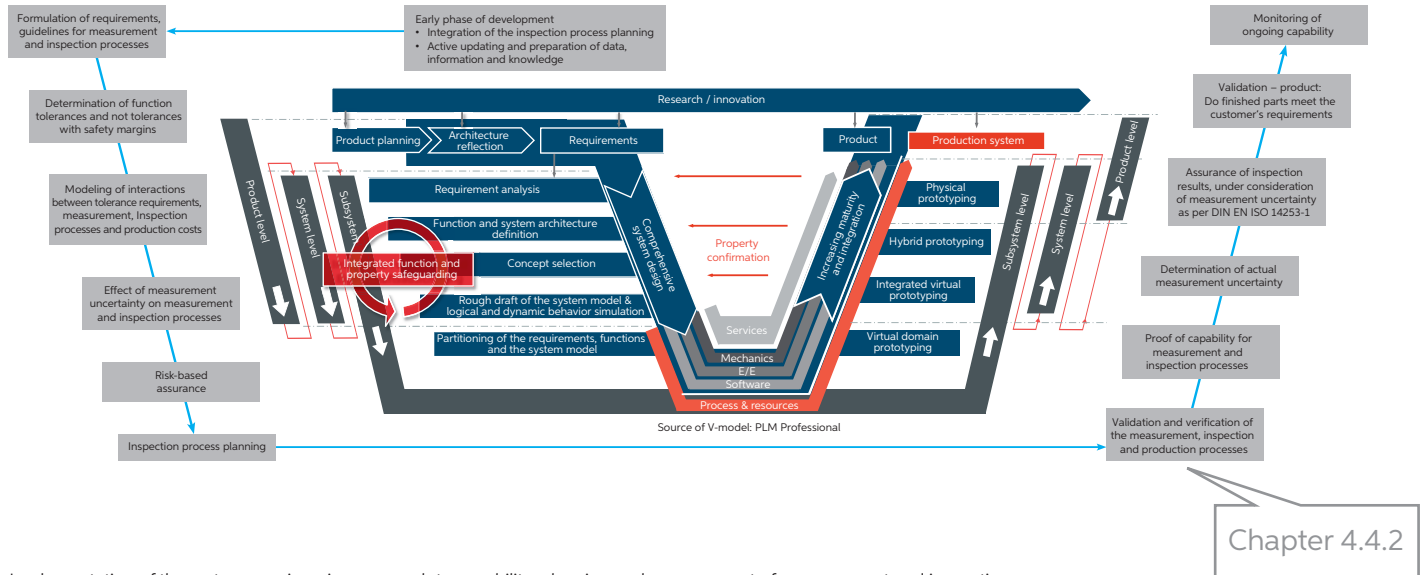 Formulation of requirements,
guidelines for measurement
and inspection processes
Early phase of development
• Integration of the inspection process planning
• Active updating and preparation of data,
information and knowledge
Monitoring of
ongoing capability
Determination of function
tolerances and not tolerances
with safety margins
Modeling of interactions
between tolerance requirements,
measurement, Inspection
processes and production costs
Effect of measurement
uncertainty on measurement
and inspection processes
Risk-based
assurance
Inspection process planning
Research / innovation
Product planning
Architecture
reflection
Requirements
Product
Production system
Product level
System level
Subsystem
Requirement analysis
Function and system architecture
definition
Integrated function and
property safeguarding
Concept selection
Rough draft of the system model &
logical and dynamic behavior simulation
Partitioning of the requirements, functions
and the system model
Comprehensive
system design
Property
confirmation
Increasing maturity
and integration
Services
Mechanics
E/E
Software
Process & resources
Physical
prototyping
Hybrid prototyping
Integrated virtual
prototyping
Virtual domain
prototyping
Subsystem level
System level
Product level
Source of V-model: PLM Professional
Validation – product:
Do finished parts meet the
customer's requirements
Assurance of inspection
results, under consideration
of measurement uncertainty
as per DIN EN ISO 14253-1
Determination of actual
measurement uncertainty
Proof of capability for
measurement and
inspection processes
Validation and verification of
the measurement, inspection
and production processes
Chapter 4.4.2